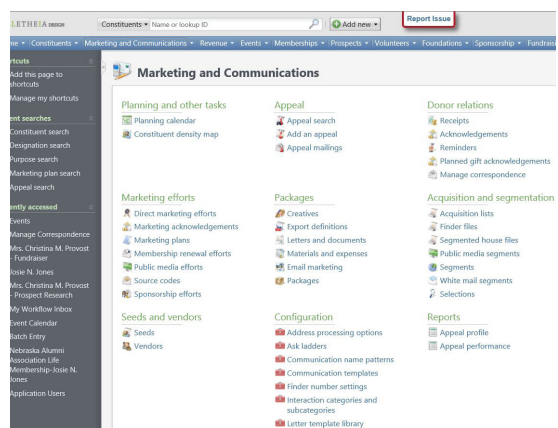 LETHEIA DESIGN
Constituents Name or lookup ID
Add new
Report Issue
me Constituents Marketing and Communications Revenue Events Memberships Prospects Volunteers Foundations Sponsorship Fundrais
rtcuts
Add this page to
shortcuts
Manage my shortcuts
ent searches
Constituent search
Designation search
Purpose search
Marketing plan search
Appeal search
ently accessed
Events
Manage Correspondence
Mrs. Christina M. Provost
- Fundraiser
Josie N. Jones
Mrs. Christina M. Provost
- Prospect Research
My Workflow Inbox
Event Calendar
Batch Entry
Nebraska Alumni
Association Life
Membership-Josie N.
Jones
Application Users
Marketing and Communications
Planning and other tasks
Planning calendar
Constituent density map
Appeal
Appeal search
Add an appeal
Appeal mailings
Donor relations
Receipts
Acknowledgements
Reminders
Planned gift acknowledgements
Manage correspondence
Marketing efforts
Direct marketing efforts
Marketing acknowledgements
Marketing plans
Membership renewal efforts
Public media efforts
Source codes
Sponsorship efforts
Packages
Creatives
Export definitions
Letters and documents
Materials and expenses
Email marketing
Packages
Acquisition and segmentation
Acquisition lists
Finder files
Segmented house files
Public media segments
Segments
White mail segments
Selections
Seeds and vendors
Seeds
Vendors
Configuration
Address processing options
Ask ladders
Communication name patterns
Communication templates
Finder number settings
Interaction categories and
subcategories
Letter template library
Reports
Appeal profile
Appeal performance